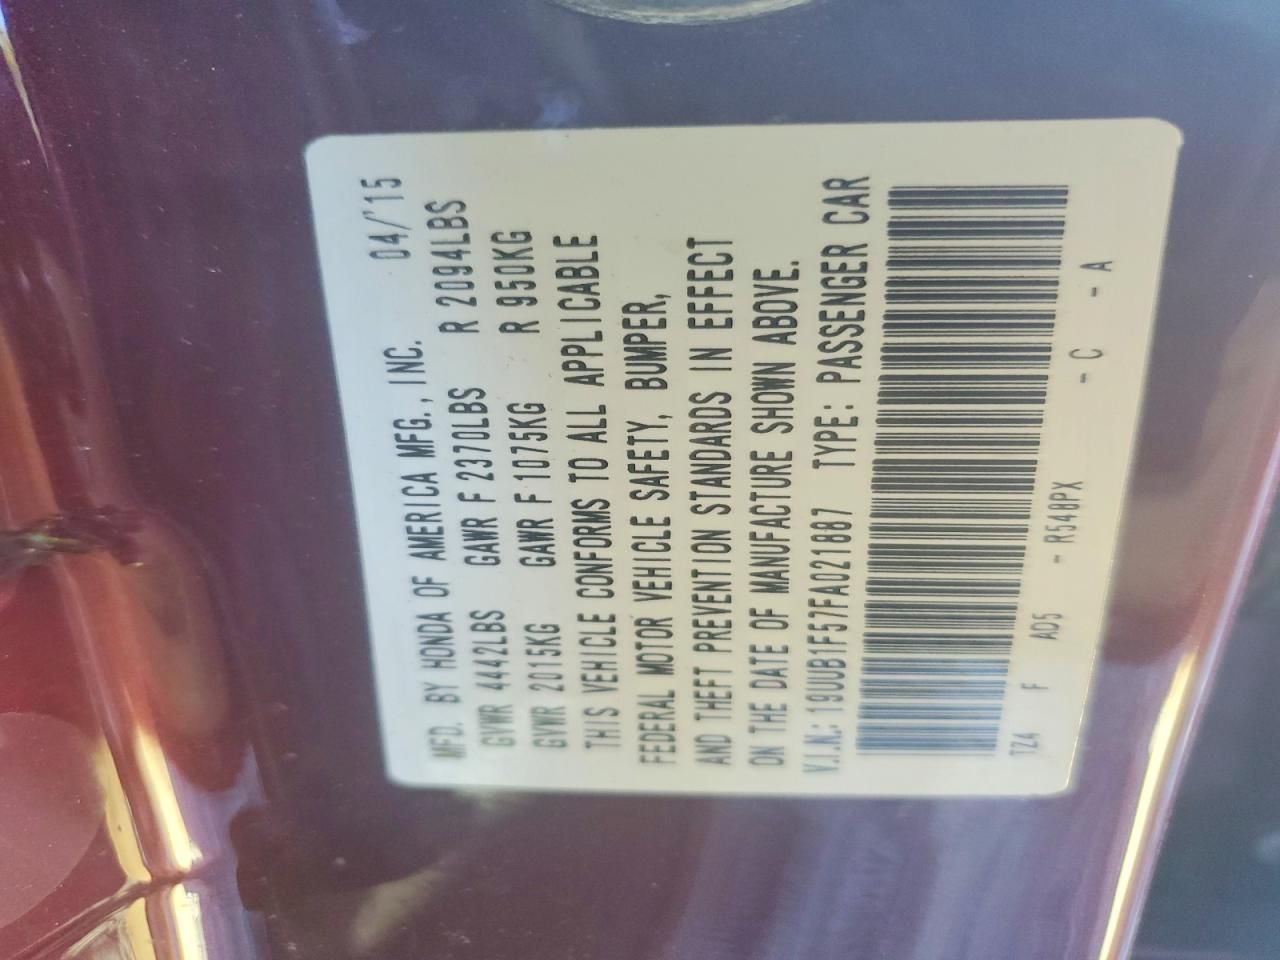 MFD. BY HONDA OF AMERICA MFG.,INC. 04/'15
GVWR 4442LBS GAWR F 2370LBS R 2094LBS
GVWR 2015KG GAWR F 1075KG R 950KG
THIS VEHICLE CONFORMS TO ALL APPLICABLE
FEDERAL MOTOR VEHICLE SAFETY, BUMPER,
AND THEFT PREVENTION STANDARDS IN EFFECT
ON THE DATE OF MANUFACTURE SHOWN ABOVE.
V.I.N.: 19UUB1F57FA021887 TYPE: PASSENGER CAR
TZ4 F AD5 - R548PX - C - A